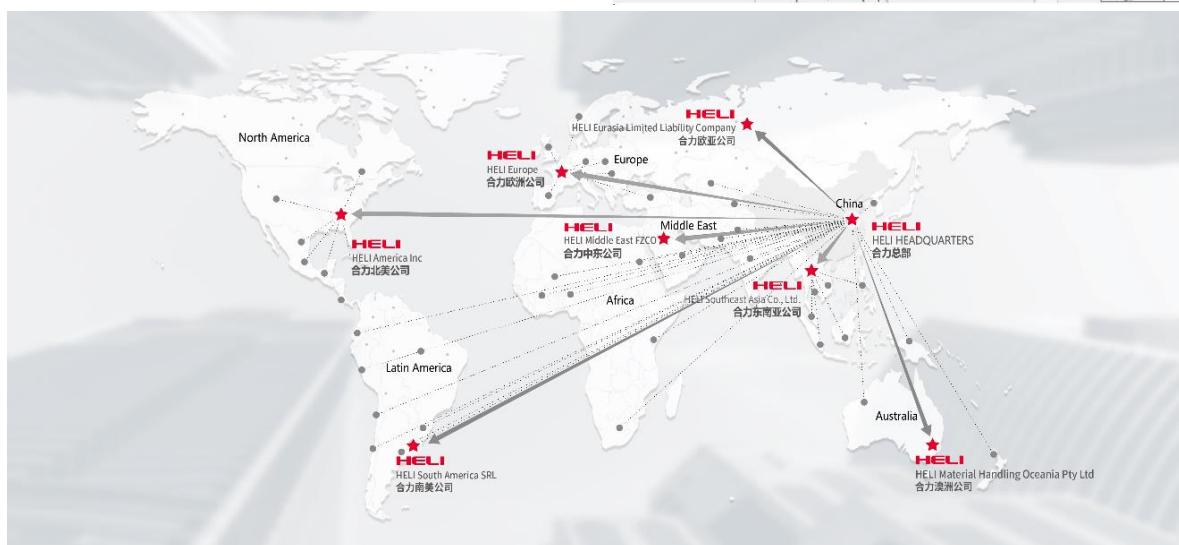 North America
HELI
HELI Eurasia Limited Liability Company
合力欧亚公司
HELI
HELI Europe
合力欧洲公司
Europe
China
HELI
HELI HEADQUARTERS
合力总部
Middle East
HELI
HELI Middle East FZCO
合力中东公司
HELI
HELI America Inc
合力北美公司
HELI
HELI Southeast Asia Co., Ltd.
合力东南亚公司
Africa
Latin America
Australia
HELI
HELI South America SRL
合力南美公司
HELI
HELI Material Handling Oceania Pty Ltd
合力澳洲公司